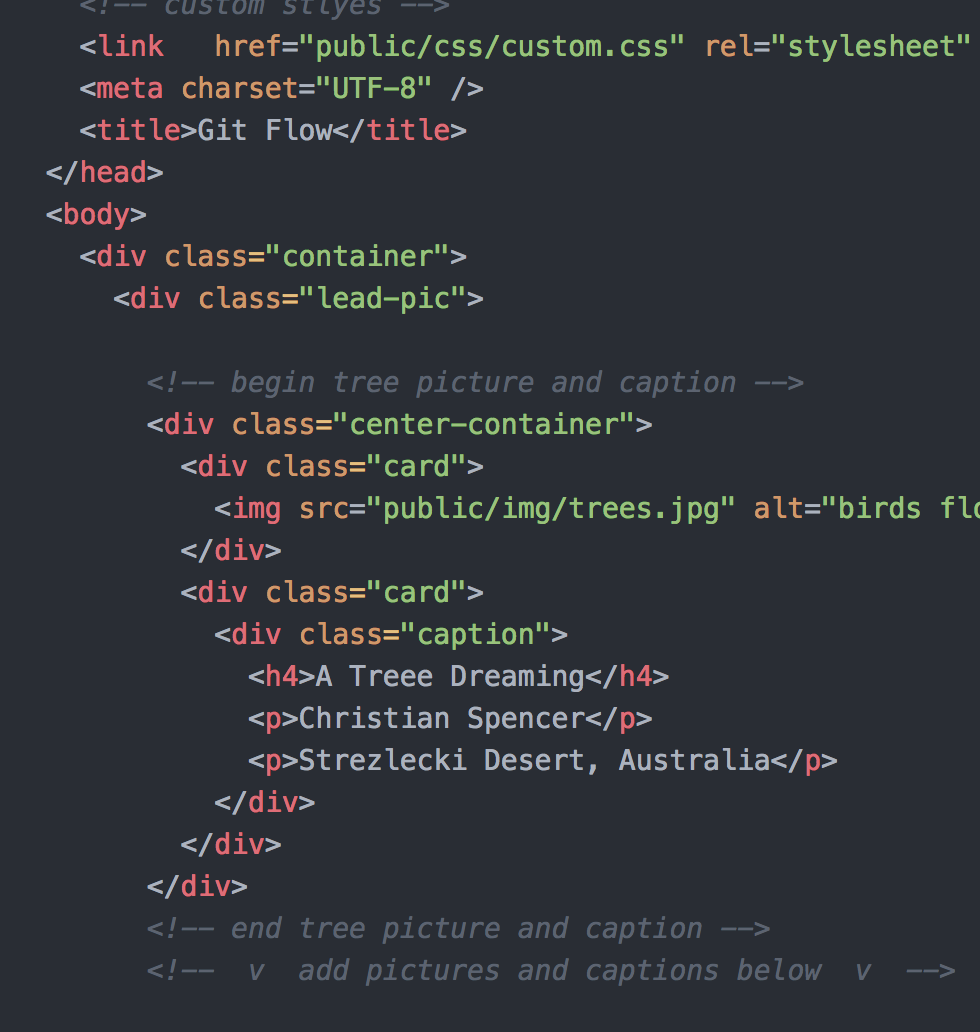 <!-- custom stlyes -->
<link   href="public/css/custom.css" rel="stylesheet"
<meta charset="UTF-8" />
<title>Git Flow</title>
</head>
<body>
<div class="container">
<div class="lead-pic">
<!-- begin tree picture and caption -->
<div class="center-container">
<div class="card">
<img src="public/img/trees.jpg" alt="birds
</div>
<div class="card">
<div class="caption">
<h4>A Treee Dreaming</h4>
<p>Christian Spencer</p>
<p>Strezlecki Desert, Australia</p>
</div>
</div>
</div>
<!-- end tree picture and caption -->
<!--  v  add pictures and captions below  v  -->